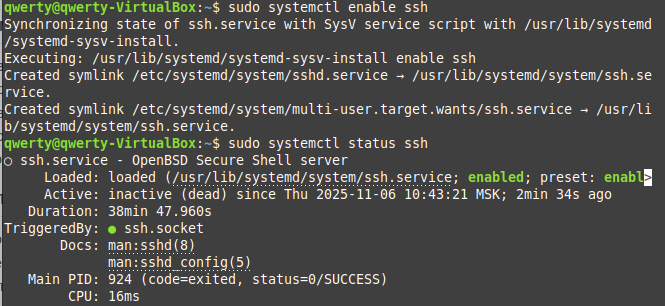 qwerty@qwerty-VirtualBox:~$ sudo systemctl enable ssh
Synchronizing state of ssh.service with SysV service script with /usr/lib/systemd
/systemd-sysv-install.
Executing: /usr/lib/systemd/systemd-sysv-install enable ssh
Created symlink /etc/systemd/system/sshd.service → /usr/lib/systemd/system/ssh.se
rvice.
Created symlink /etc/systemd/system/multi-user.target.wants/ssh.service → /usr/li
b/systemd/system/ssh.service.
qwerty@qwerty-VirtualBox:~$ sudo systemctl status ssh
○ ssh.service - OpenBSD Secure Shell server
Loaded: loaded (/usr/lib/systemd/system/ssh.service; enabled; preset: enabl>
Active: inactive (dead) since Thu 2025-11-06 10:43:21 MSK; 2min 34s ago
Duration: 38min 47.960s
TriggeredBy: ● ssh.socket
Docs: man:sshd(8)
man:sshd_config(5)
Main PID: 924 (code=exited, status=0/SUCCESS)
CPU: 16ms